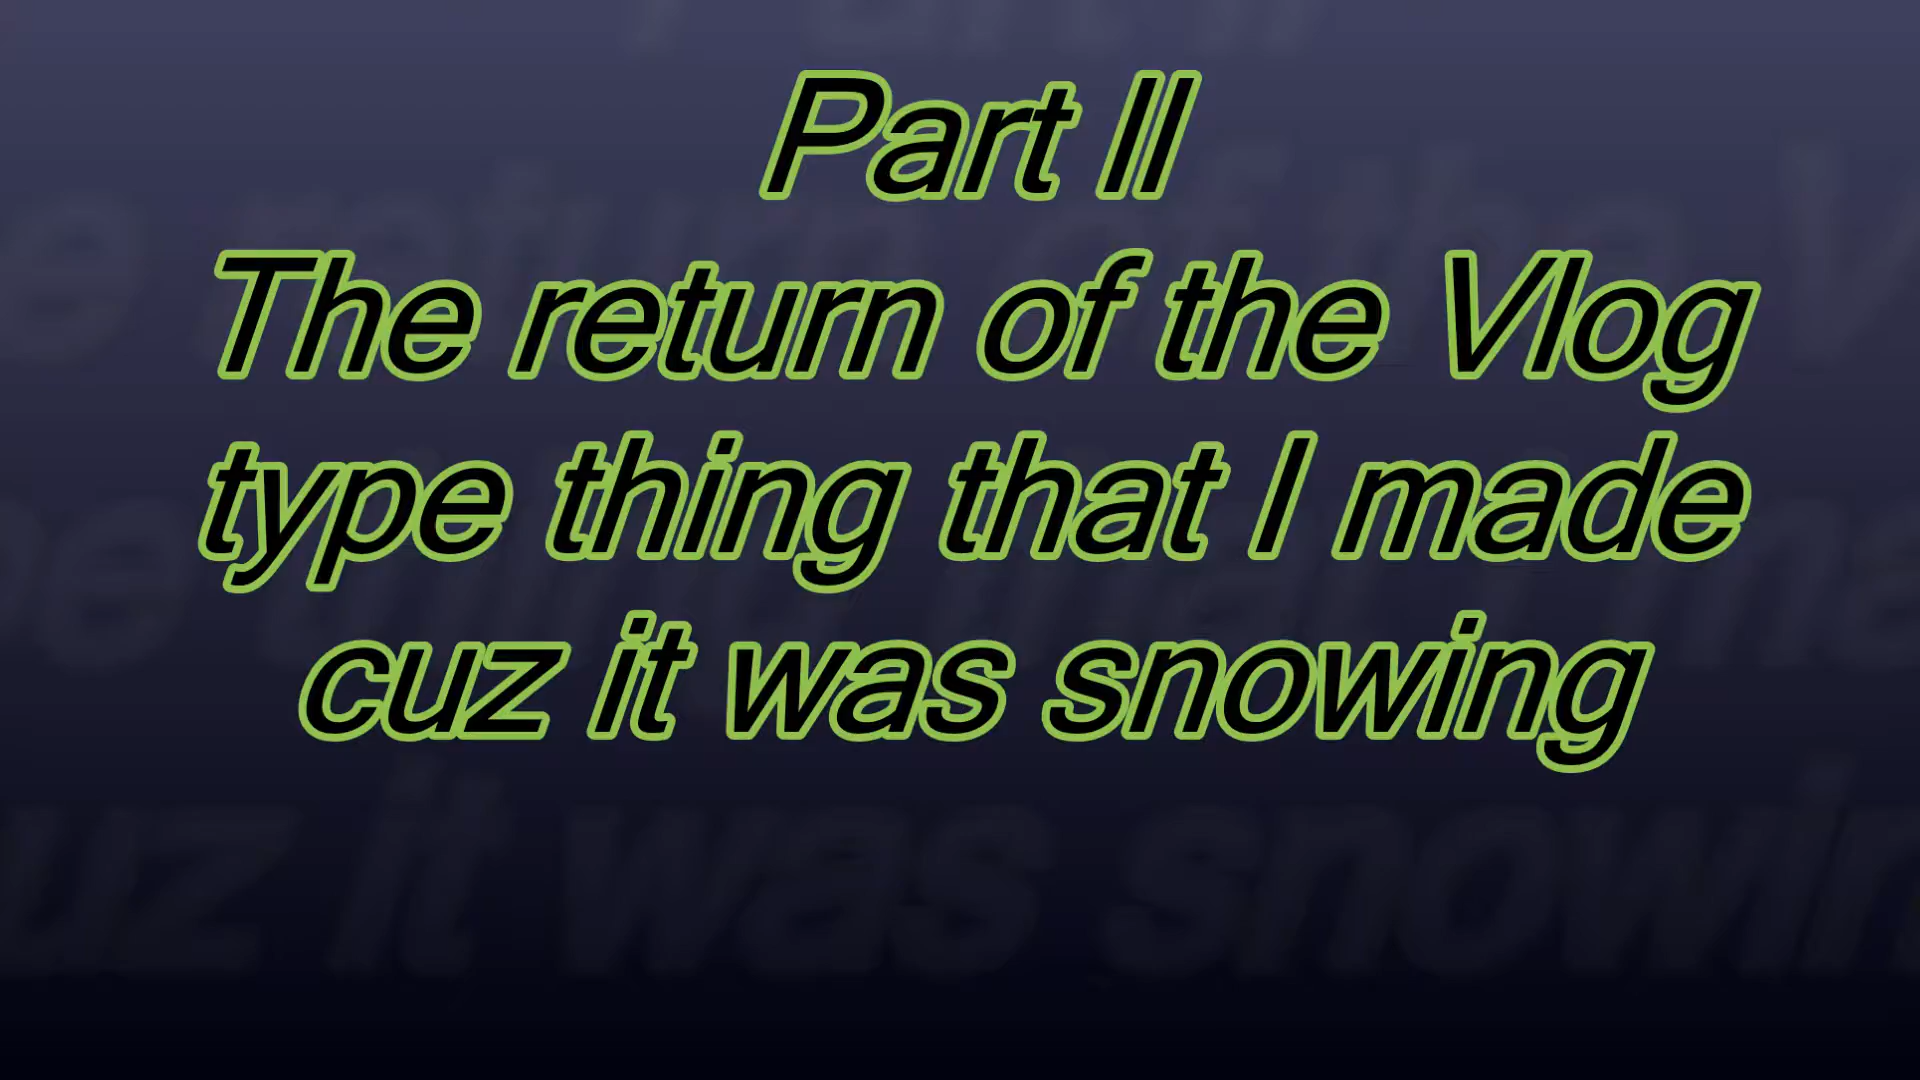 Part II
The return of the Vlog
type thing that I made
cuz it was snowing